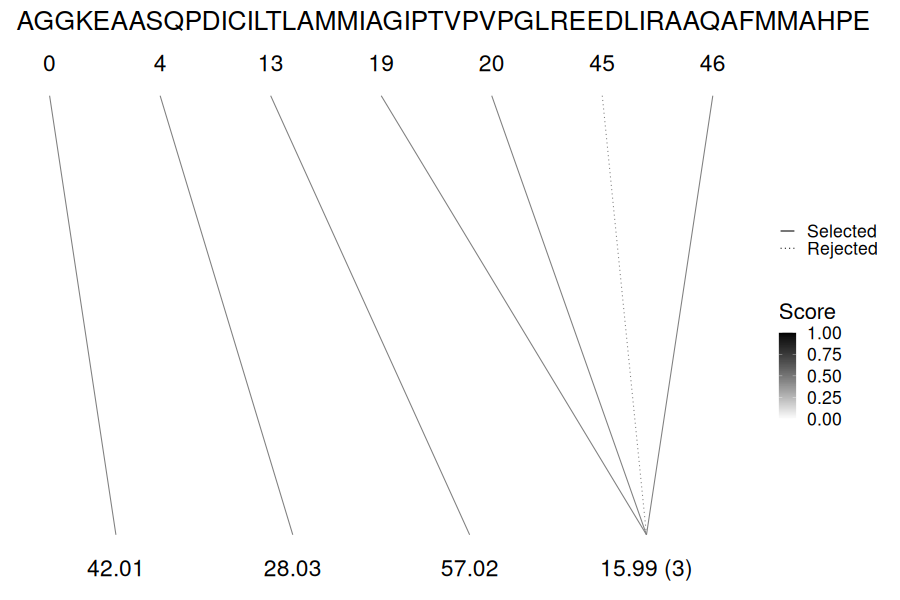 AGGKEAASQPDICILTLAMMIAGIPTVPVPGLREEDLIRAAQAFMMAHPE
0 4 13 19 20 45 46
Selected
Rejected
Score
1.00
0.75
0.50
0.25
0.00
42.01 28.03 57.02 15.99 (3)